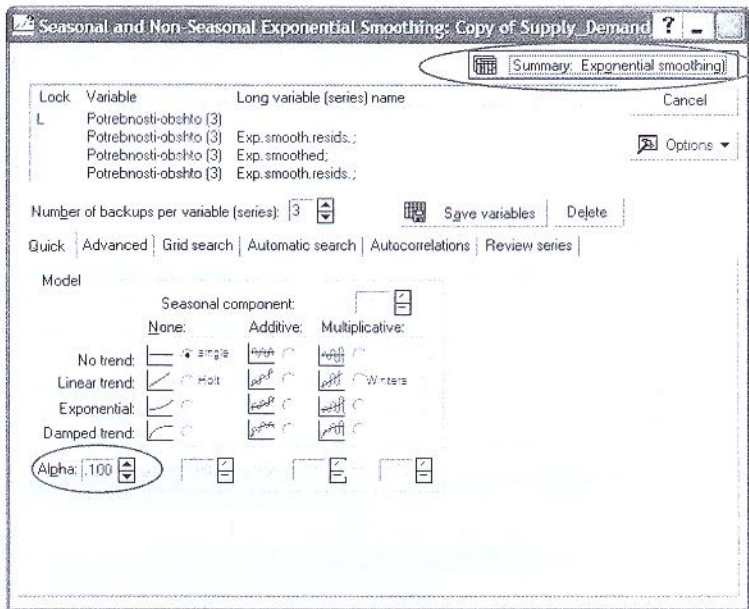 Seasonal and Non-Seasonal Exponential Smoothing: Copy of Supply_Demand ?
Summary: Exponential smoothing
Lock Variable Long variable (series) name
Cancel
L Potrebnosti-obshto (3)
Potrebnosti-obshto (3) Exp.smooth.resids.;
Potrebnosti-obshto (3) Exp.smoothed;
Potrebnosti-obshto (3) Exp.smooth.resids.;
Options
Number of backups per variable (series): 3 Save variables Delete
Quick Advanced Grid search Automatic search Autocorrelations Review series
Model
Seasonal component:
None: Additive: Multiplicative:
No trend: single
Linear trend: Holt Winters
Exponential:
Damped trend:
Alpha: .100